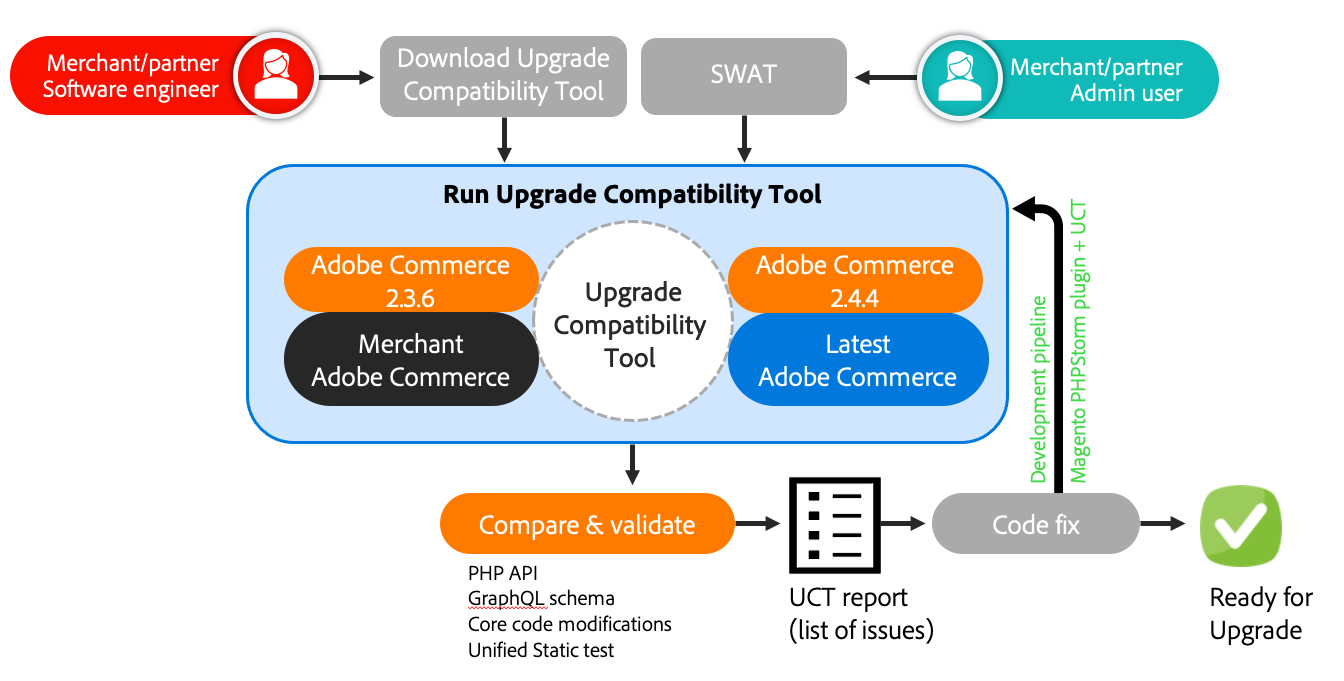 Merchant/partner
Software engineer
Download Upgrade
Compatibility Tool
SWAT
Merchant/partner
Admin user
Run Upgrade Compatibility Tool
Adobe Commerce
2.3.6
Merchant
Adobe Commerce
Upgrade
Compatibility
Tool
Adobe Commerce
2.4.4
Latest
Adobe Commerce
Development pipeline
Magento PHPStorm plugin + UCT
Compare & validate
PHP API
GraphQL schema
Core code modifications
Unified Static test
UCT report
(list of issues)
Code fix
Ready for
Upgrade